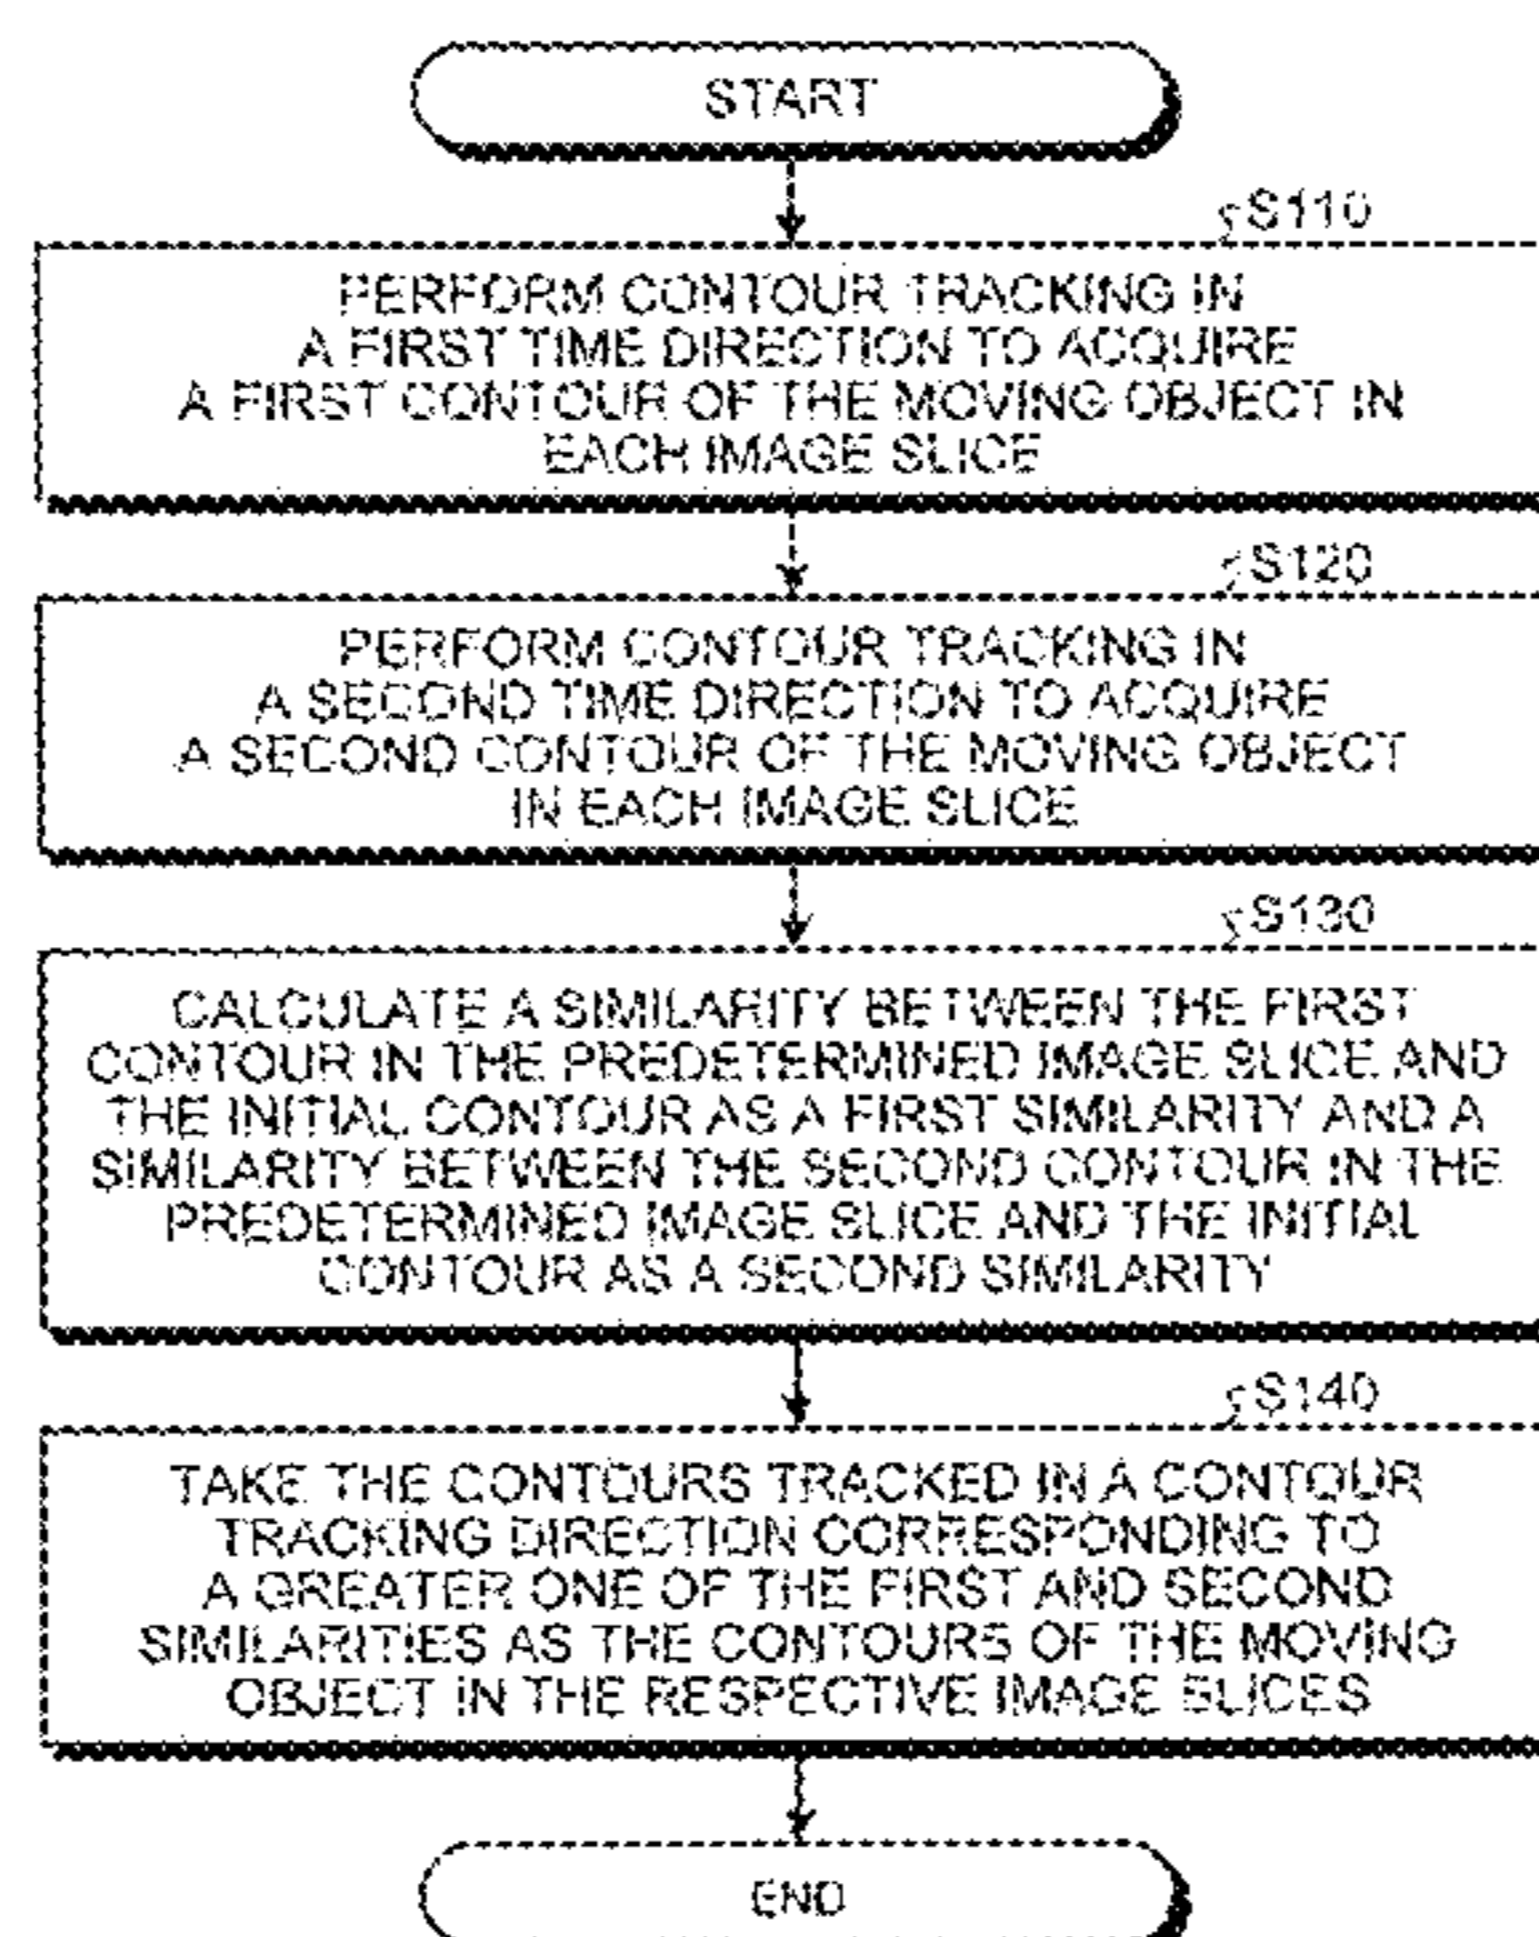 START
S110
PERFORM CONTOUR TRACKING IN
A FIRST TIME DIRECTION TO ACQUIRE
A FIRST CONTOUR OF THE MOVING OBJECT IN
EACH IMAGE SLICE
S120
PERFORM CONTOUR TRACKING IN
A SECOND TIME DIRECTION TO ACQUIRE
A SECOND CONTOUR OF THE MOVING OBJECT
IN EACH IMAGE SLICE
S130
CALCULATE A SIMILARITY BETWEEN THE FIRST
CONTOUR IN THE PREDETERMINED IMAGE SLICE AND
THE INITIAL CONTOUR AS A FIRST SIMILARITY AND A
SIMILARITY BETWEEN THE SECOND CONTOUR IN THE
PREDETERMINED IMAGE SLICE AND THE INITIAL
CONTOUR AS A SECOND SIMILARITY
S140
TAKE THE CONTOURS TRACKED IN A CONTOUR
TRACKING DIRECTION CORRESPONDING TO
A GREATER ONE OF THE FIRST AND SECOND
SIMILARITIES AS THE CONTOURS OF THE MOVING
OBJECT IN THE RESPECTIVE IMAGE SLICES
END